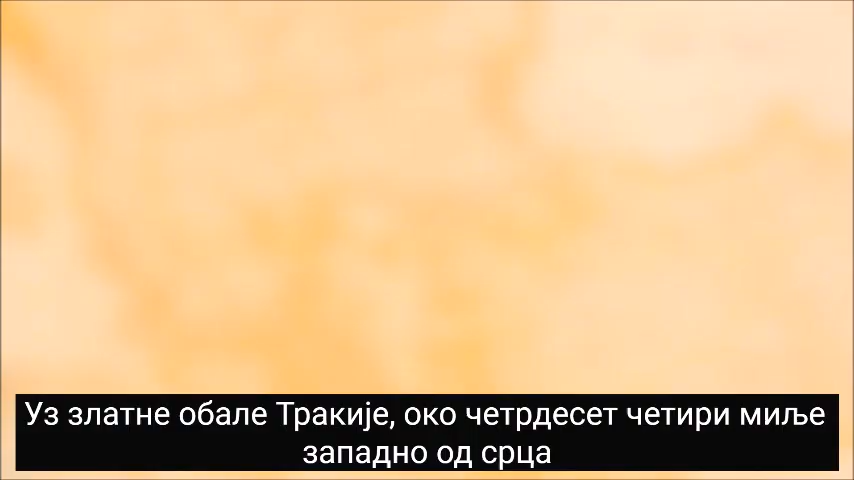 Уз златне обале Тракије, око четрдесет четири миље
западно од срца